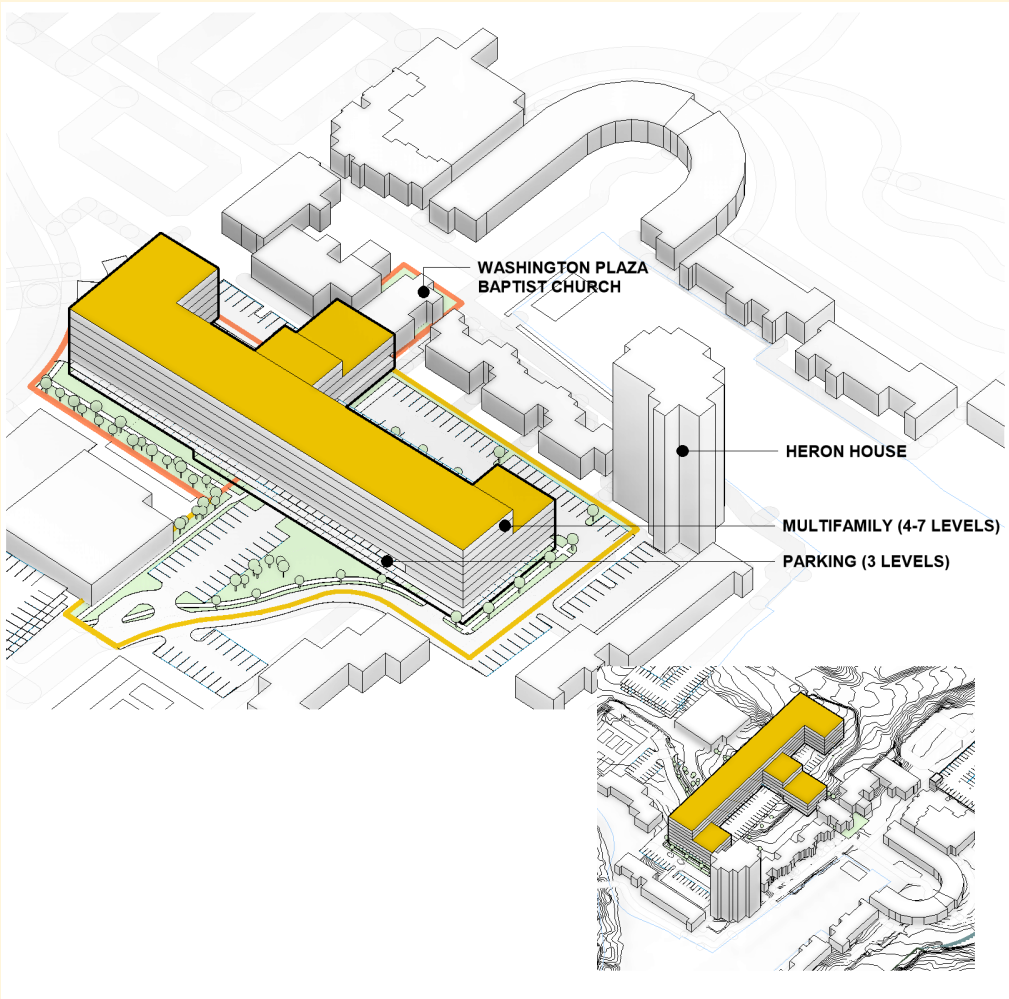 WASHINGTON PLAZA
BAPTIST CHURCH
HERON HOUSE
MULTIFAMILY (4-7 LEVELS)
PARKING (3 LEVELS)